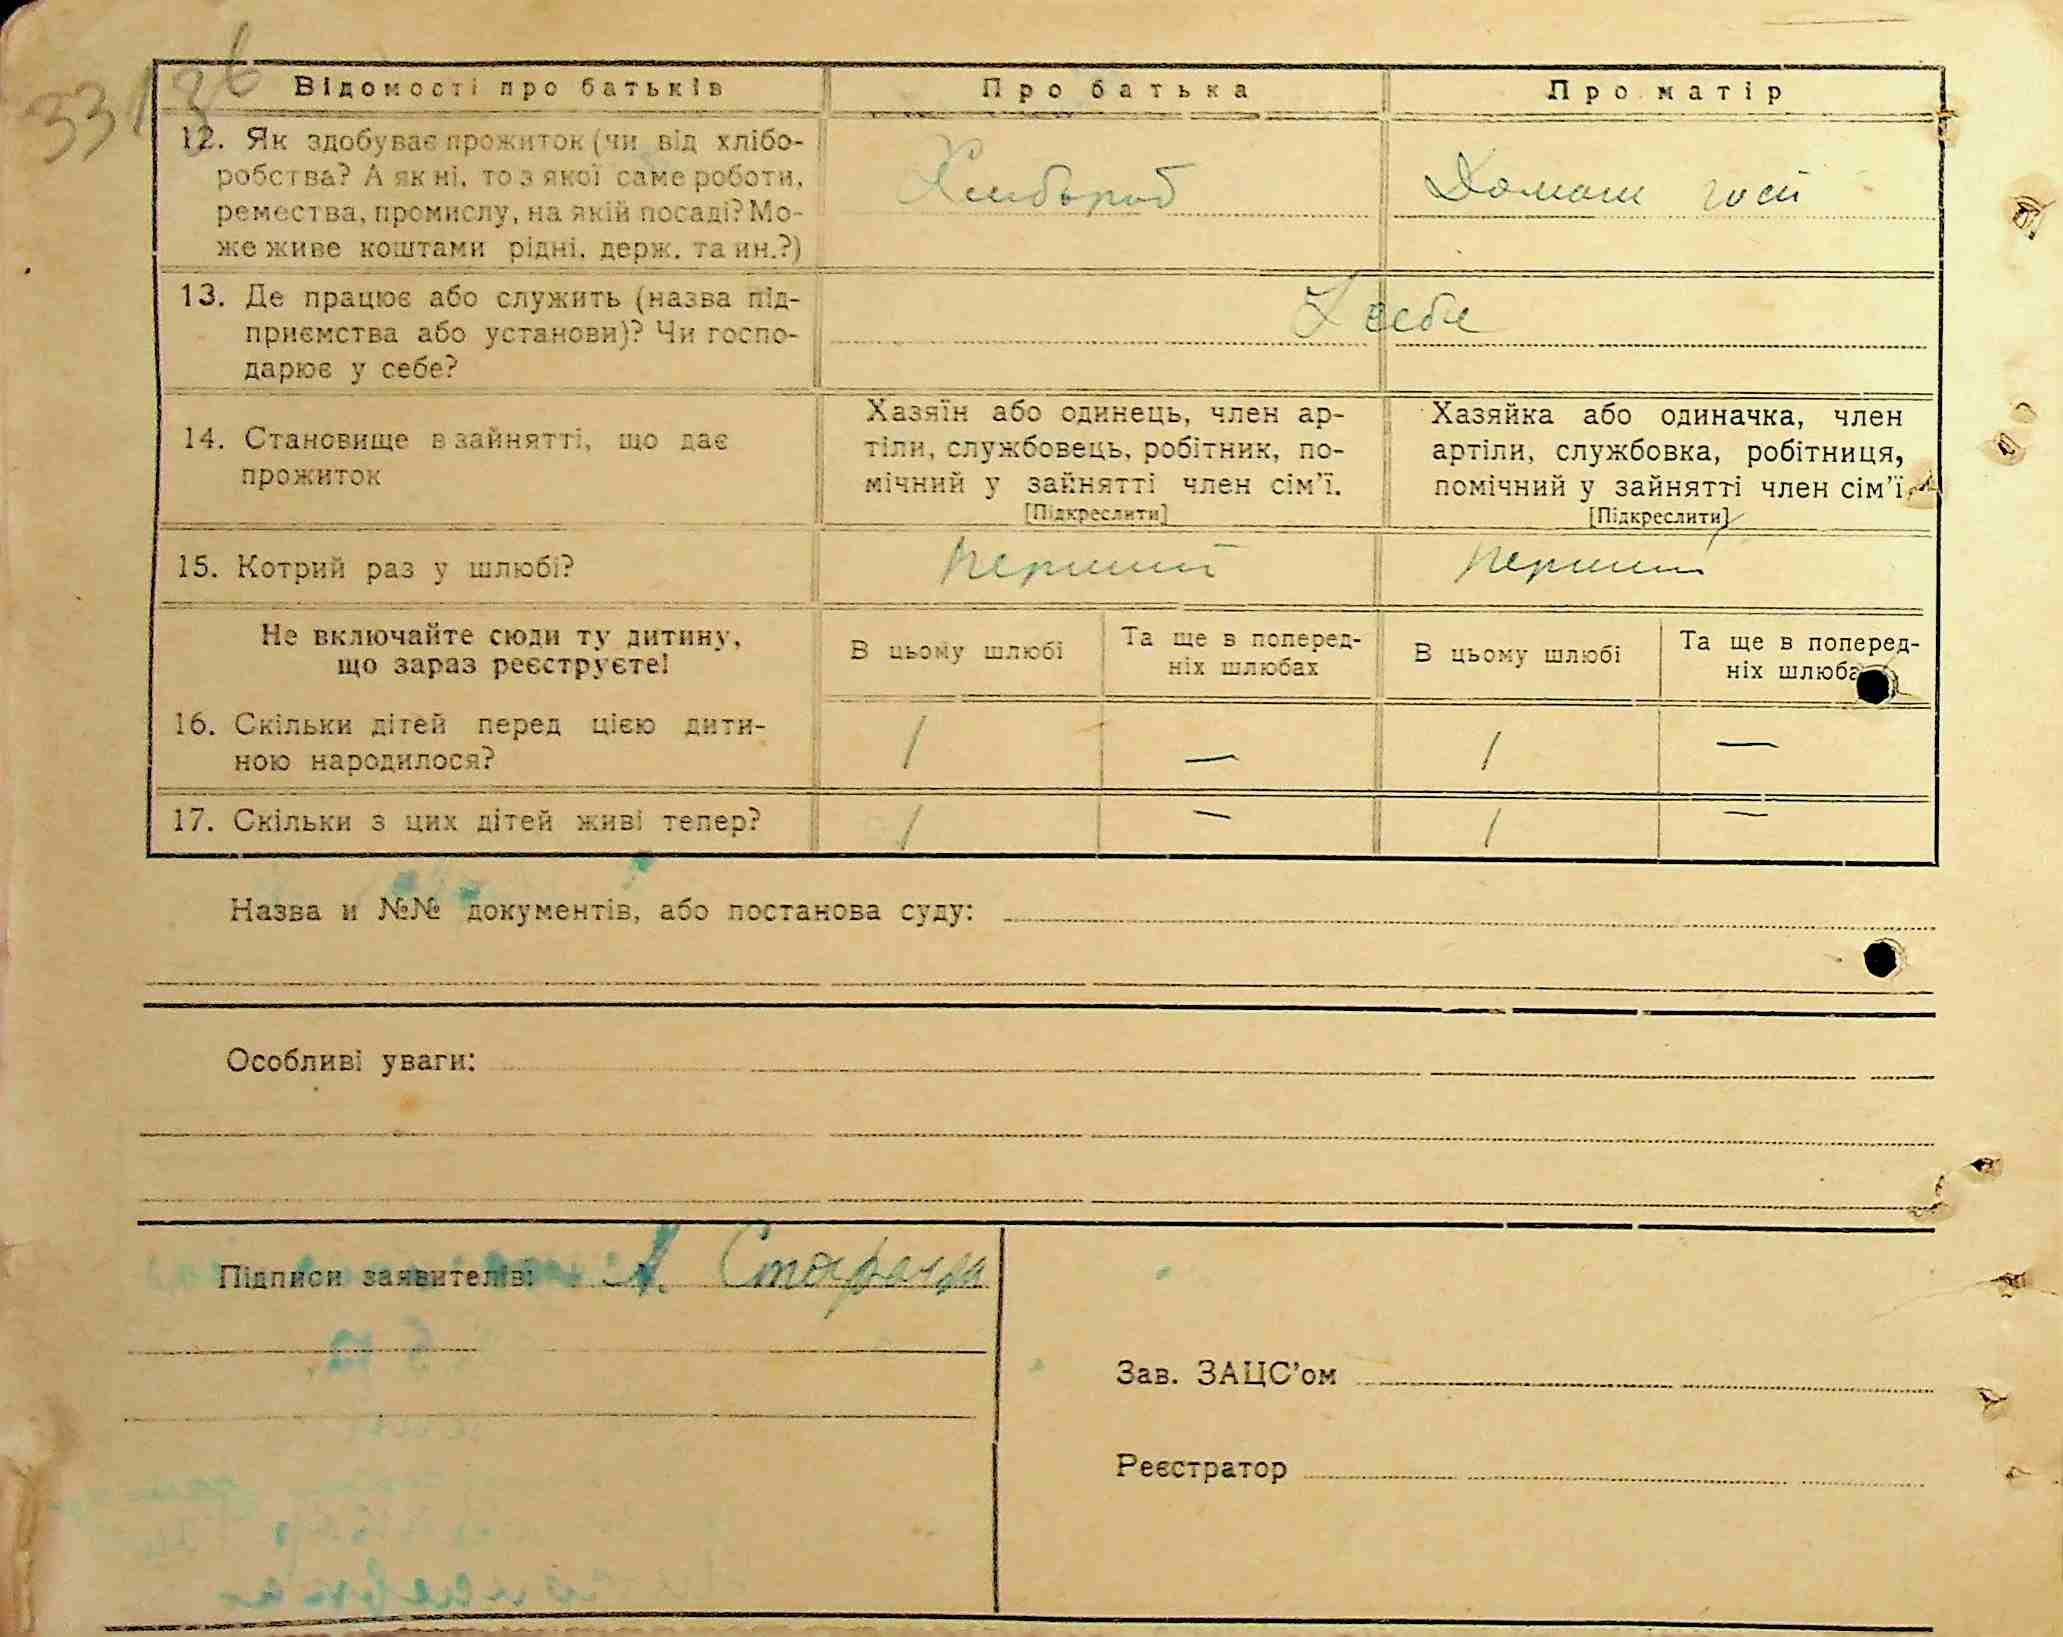 Відомості про батьків
Про батька
Про матір
12. Як здобуває прожиток (чи від хлібо-
робства? А як ні, то з якої саме роботи,
ремества, промислу, на якій посаді? Мо-
же живе коштами рідні, держ. та ин.?)
Хлібороб
Домаш госп
13. Де працює або служить (назва під-
приємства або установи)? Чи госпо-
дарює у себе?
У себе
14. Становище в зайнятті, що дає
прожиток
Хазяїн або одинець, член ар-
тіли, службовець, робітник, по-
мічний у зайнятті член сім'ї.
[Підкреслити]
Хазяйка або одиначка, член
артіли, службовка, робітниця,
помічний у зайнятті член сім'ї.
[Підкреслити]
15. Котрий раз у шлюбі?
перший
перший
Не включайте сюди ту дитину,
що зараз реєструєте!
В цьому шлюбі
Та ще в поперед-
ніх шлюбах
В цьому шлюбі
Та ще в поперед-
ніх шлюба
16. Скільки дітей перед цією дити-
ною народилося?
1 — 1 —
17. Скільки з цих дітей живі тепер?
1 — 1 —
Назва и №№ документів, або постанова суду:
Особливі уваги:
Підписи заявителів:
Зав. ЗАЦС'ом
Реєстратор